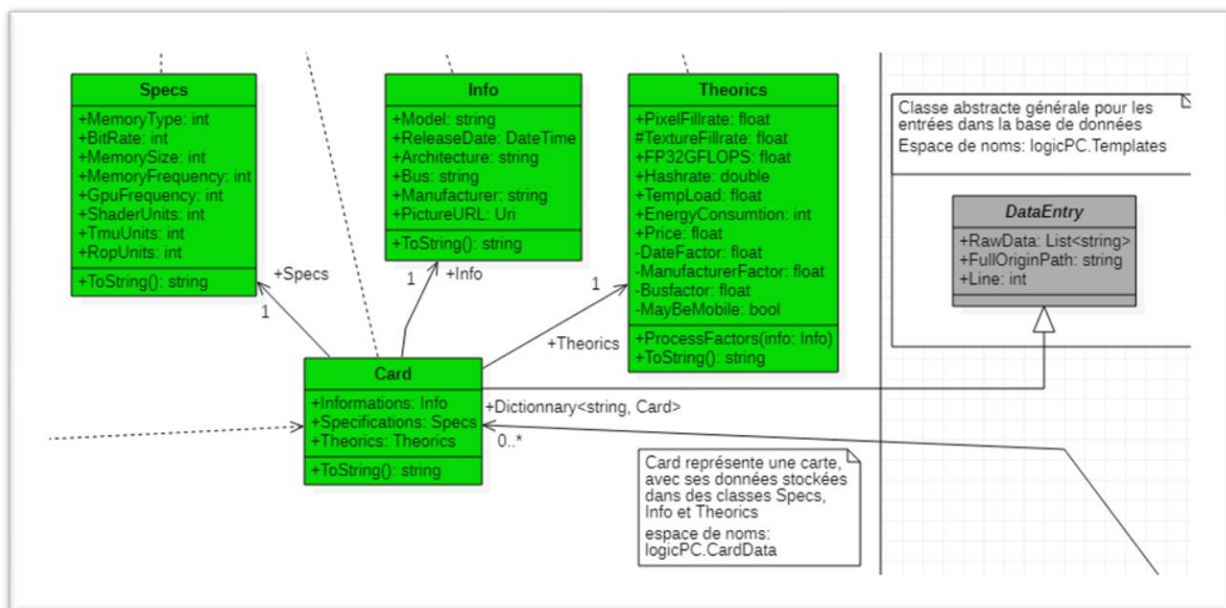 Specs
+MemoryType: int
+BitRate: int
+MemorySize: int
+MemoryFrequency: int
+GpuFrequency: int
+ShaderUnits: int
+TmuUnits: int
+RopUnits: int
+ToString(): string
Info
+Model: string
+ReleaseDate: DateTime
+Architecture: string
+Bus: string
+Manufacturer: string
+PictureURL: Uri
+ToString(): string
Theorics
+PixelFillrate: float
#TextureFillrate: float
+FP32GFLOPS: float
+Hashrate: double
+TempLoad: float
+EnergyConsumtion: int
+Price: float
-DateFactor: float
-ManufacturerFactor: float
-Busfactor: float
-MayBeMobile: bool
+ProcessFactors(info: Info)
+ToString(): string
Classe abstracte générale pour les
entrées dans la base de données
Espace de noms: logicPC.Templates
DataEntry
+RawData: List<string>
+FullOriginPath: string
+Line: int
+Specs
1
+Info
1
+Theorics
1
Card
+Informations: Info
+Specifications: Specs
+Theorics: Theorics
+ToString(): string
+Dictionnary<string, Card>
0..*
Card représente une carte,
avec ses données stockées
dans des classes Specs,
Info et Theorics
espace de noms:
logicPC.CardData